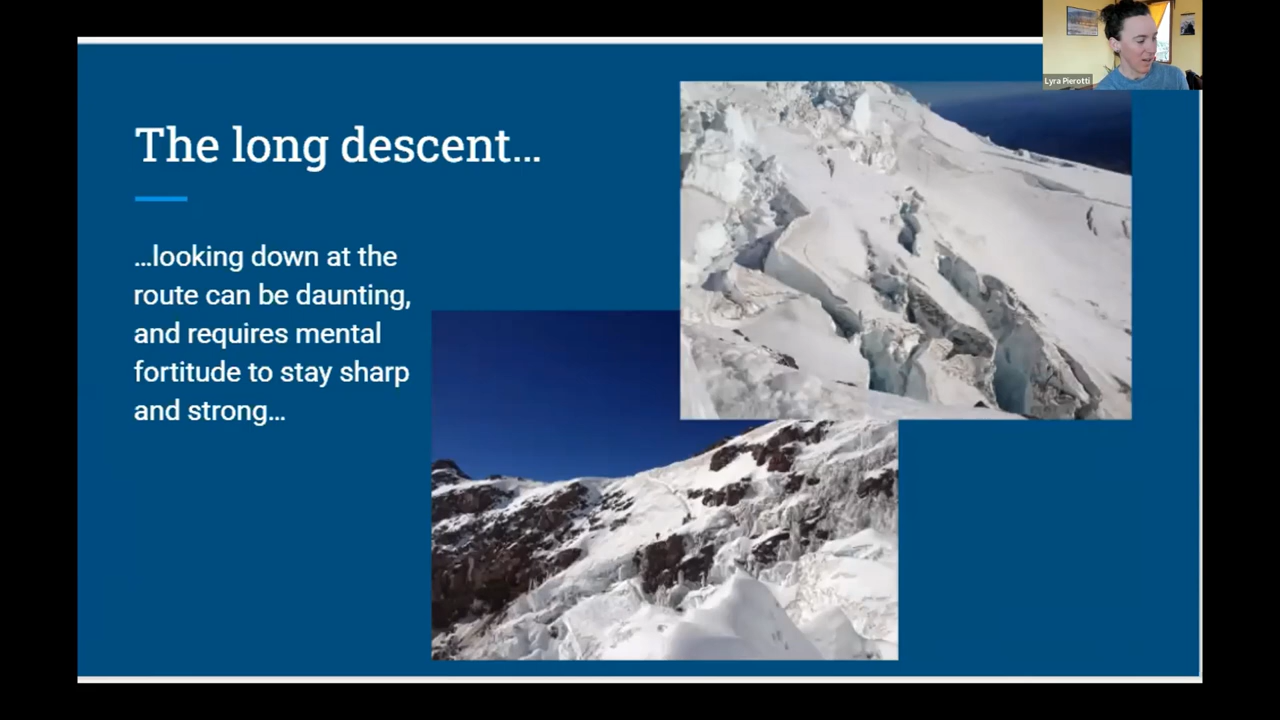 The long descent...
...looking down at the
route can be daunting,
and requires mental
fortitude to stay sharp
and strong...
Lyra Pierotti